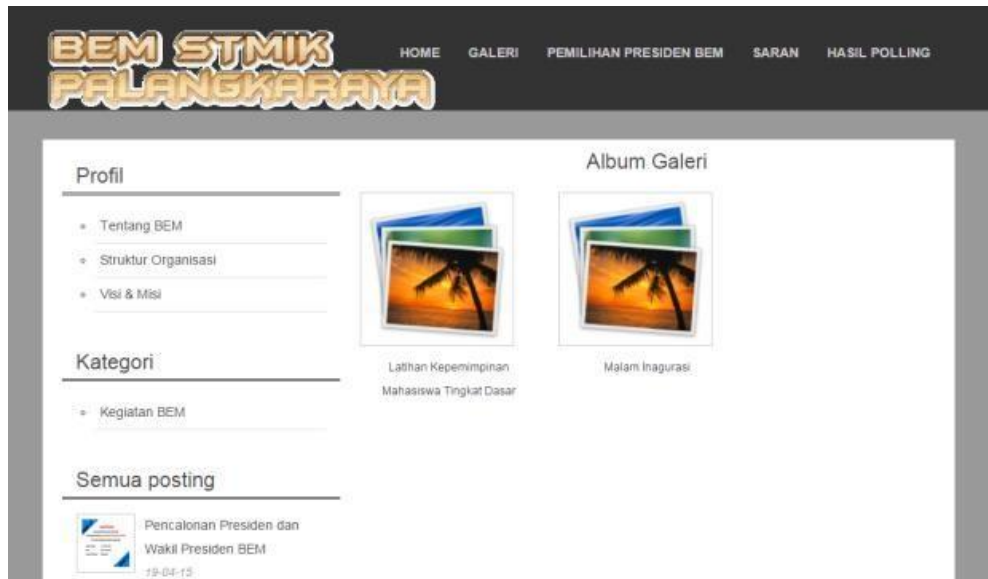 BEM STMIK
PALANGKARAYA
HOME GALERI PEMILIHAN PRESIDEN BEM SARAN HASIL POLLING
Profil
Tentang BEM
Struktur Organisasi
Visi & Misi
Kategori
Kegiatan BEM
Semua posting
Pencalonan Presiden dan
Wakil Presiden BEM
19-04-15
Album Galeri
Latihan Kepemimpinan
Mahasiswa Tingkat Dasar
Malam Inagurasi